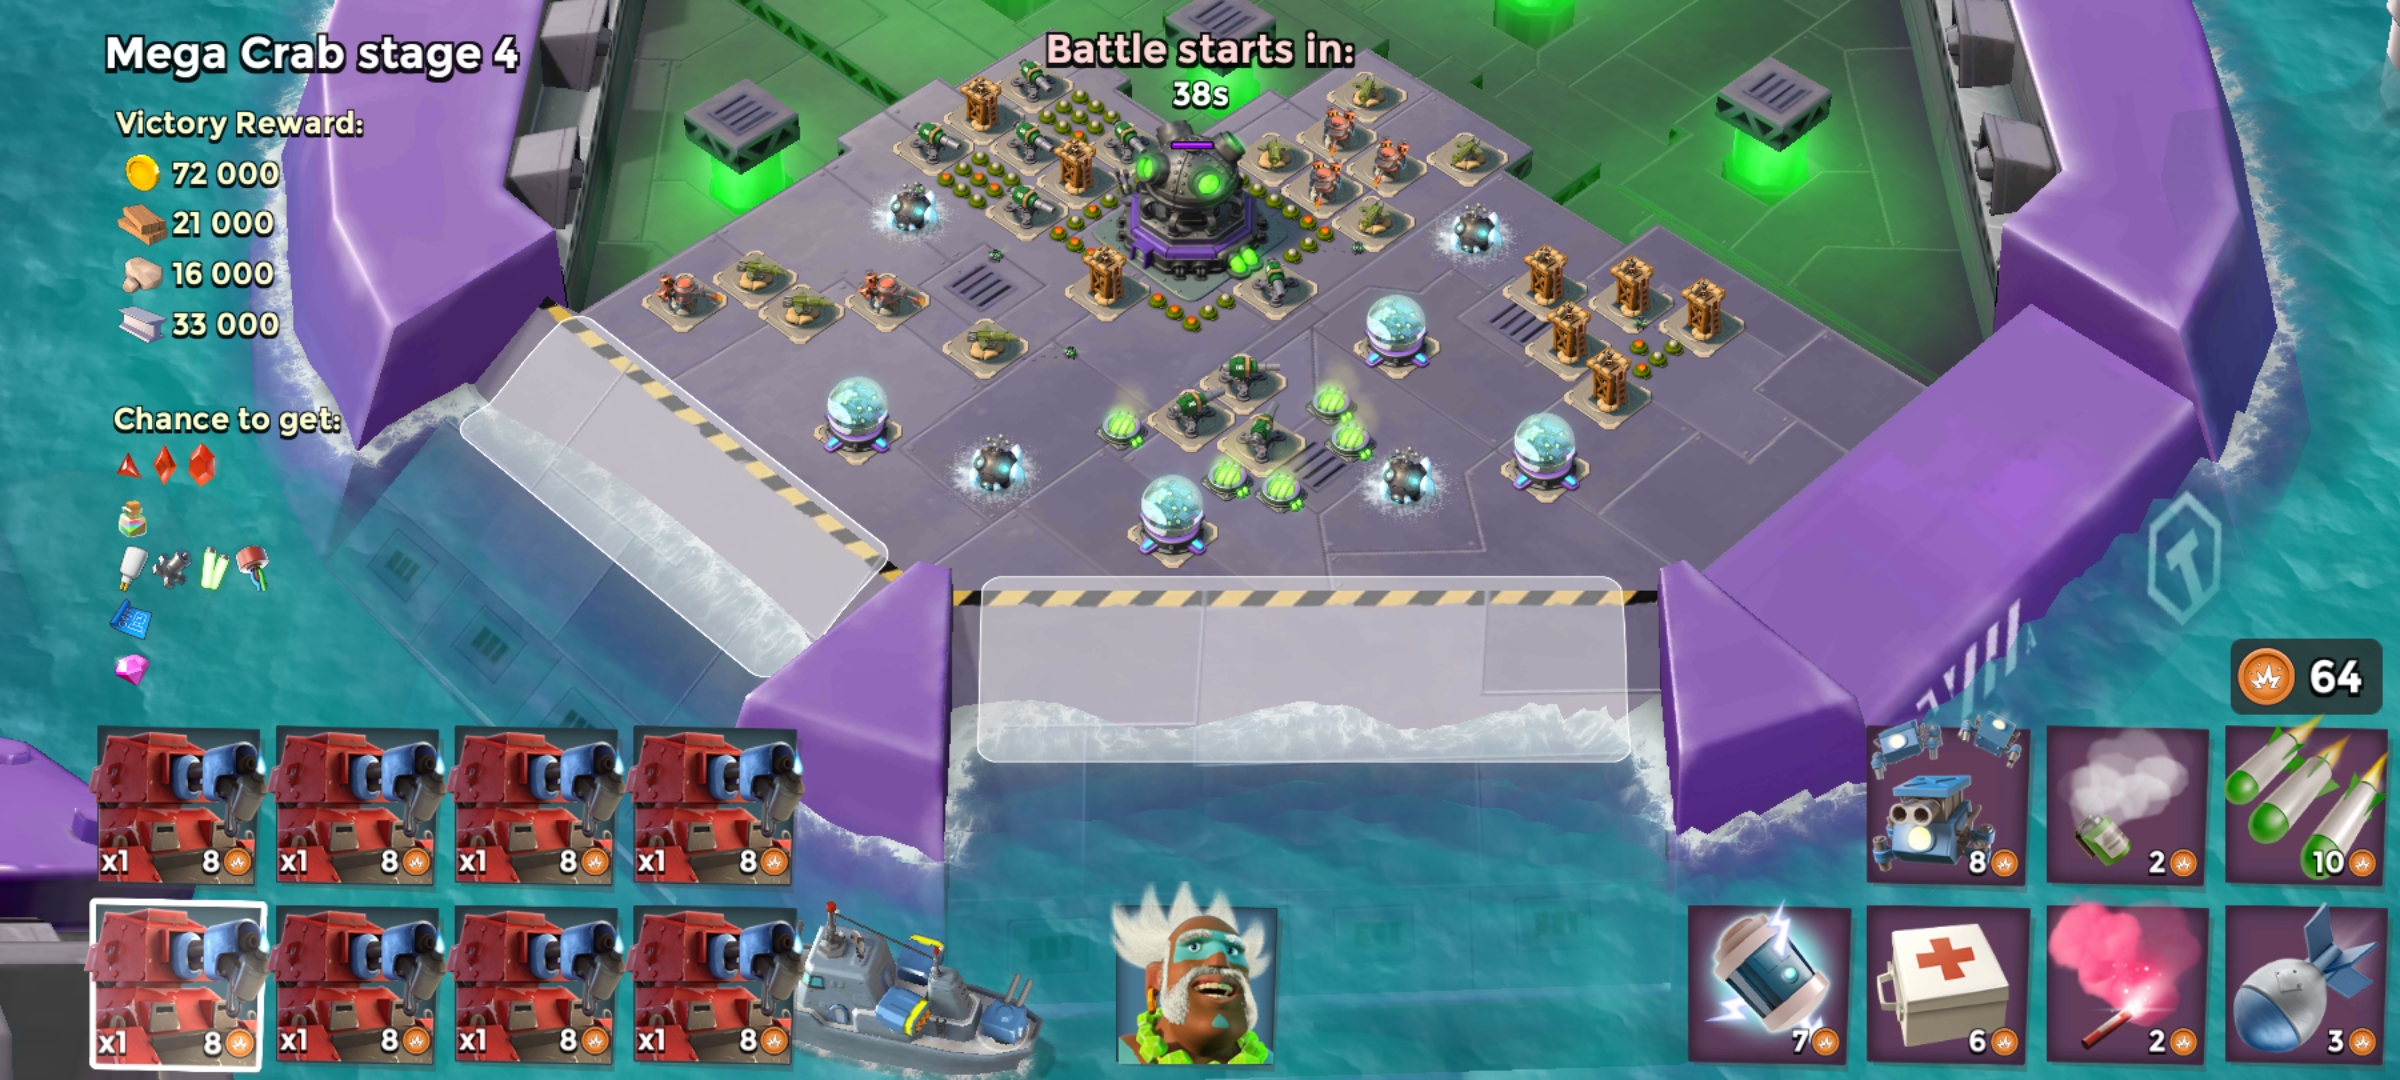 Mega Crab stage 4
Battle starts in:
38s
Victory Reward:
72 000
21 000
16 000
33 000
Chance to get:
64
x1 8
x1 8
x1 8
x1 8
8
2
10
x1 8
x1 8
x1 8
x1 8
7
6
2
3